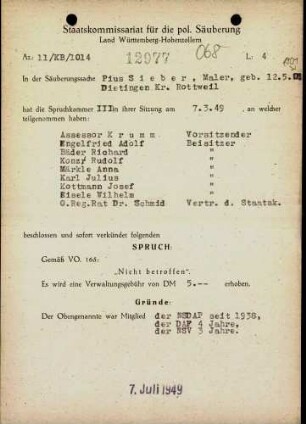 Staatskommissariat für die pol. Säuberung
Land Württemberg-Hohenzollern
Az: 11/KB/1014
12977
068
L. 4
In der Säuberungssache Pius Sieber, Maler, geb. 12.5.
Dietingen Kr. Rottweil
hat die Spruchkammer III in ihrer Sitzung am 7.3.49 , an welcher
teilgenommen haben:
Assessor Krumm Vorsitzender
Engelfried Adolf Beisitzer
Bäder Richard "
Konzr Rudolf "
Märkle Anna "
Karl Julius "
Kottmann Josef "
Eisele Wilhelm "
O.Reg.Rat Dr. Schmid Vertr. d. Staatsk.
beschlossen und sofort verkündet folgenden
SPRUCH:
Gemäß VO. 165:
„Nicht betroffen".
Es wird eine Verwaltungsgebühr von DM 5.-- erhoben.
Gründe:
Der Obengenannte war Mitglied der NSDAP seit 1938,
der DAF 4 Jahre,
der NSV 3 Jahre.
7. Juli 1949